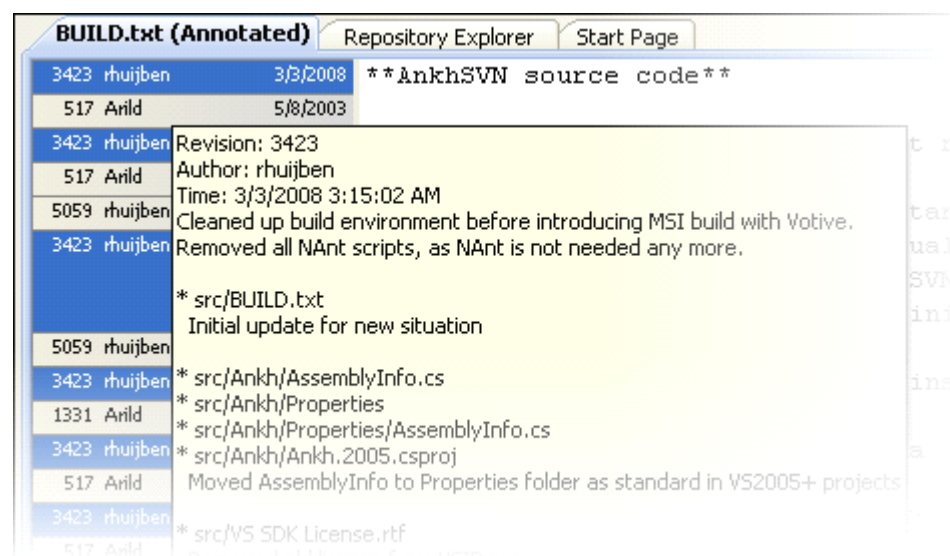 BUILD.txt (Annotated) Repository Explorer Start Page
3423 rhuijben 3/3/2008 **AnkhSVN source code**
517 Arild 5/8/2003
3423 rhuijben
517 Arild
5059 rhuijben
3423 rhuijben
5059 rhuijben
3423 rhuijben
1331 Arild
3423 rhuijben
517 Arild
3423 rhuijben
517 Arild
Revision: 3423
Author: rhuijben
Time: 3/3/2008 3:15:02 AM
Cleaned up build environment before introducing MSI build with Votive.
Removed all NAnt scripts, as NAnt is not needed any more.
* src/BUILD.txt
Initial update for new situation
* src/Ankh/AssemblyInfo.cs
* src/Ankh/Properties
* src/Ankh/Properties/AssemblyInfo.cs
* src/Ankh/Ankh.2005.csproj
Moved AssemblyInfo to Properties folder as standard in VS2005+ projects
* src/VS SDK License.rtf